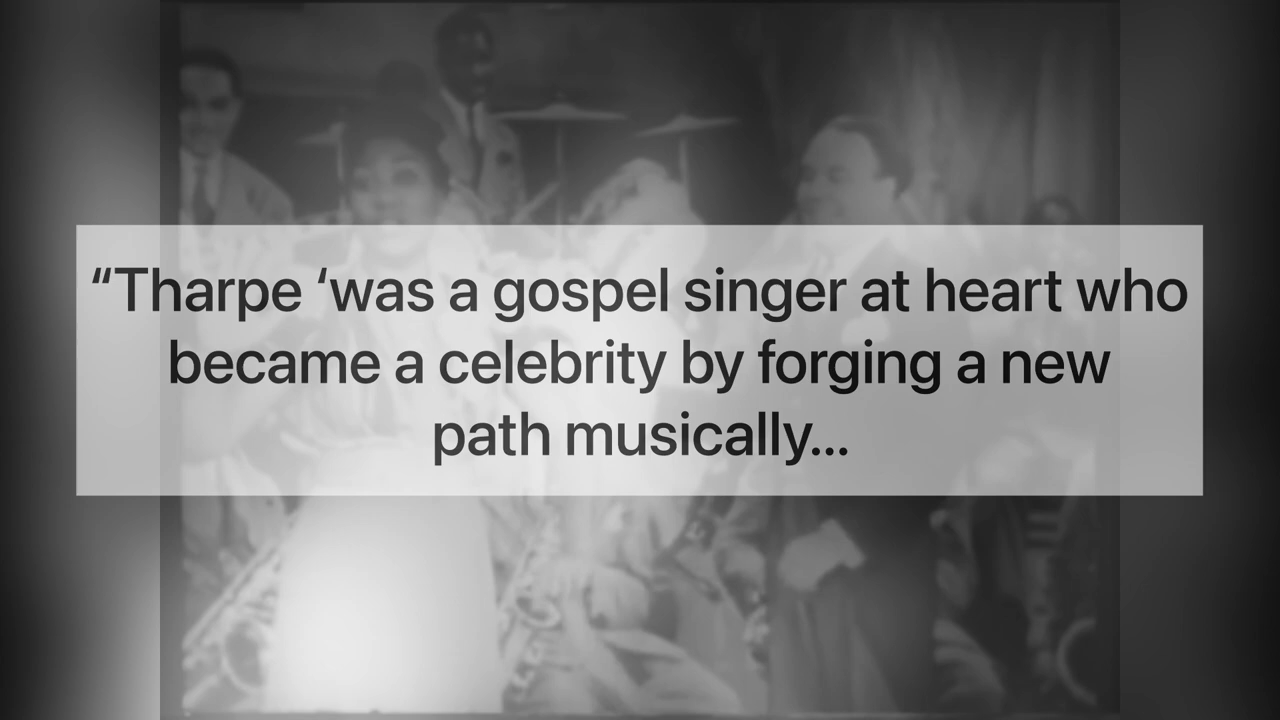 “Tharpe ‘was a gospel singer at heart who
became a celebrity by forging a new
path musically...